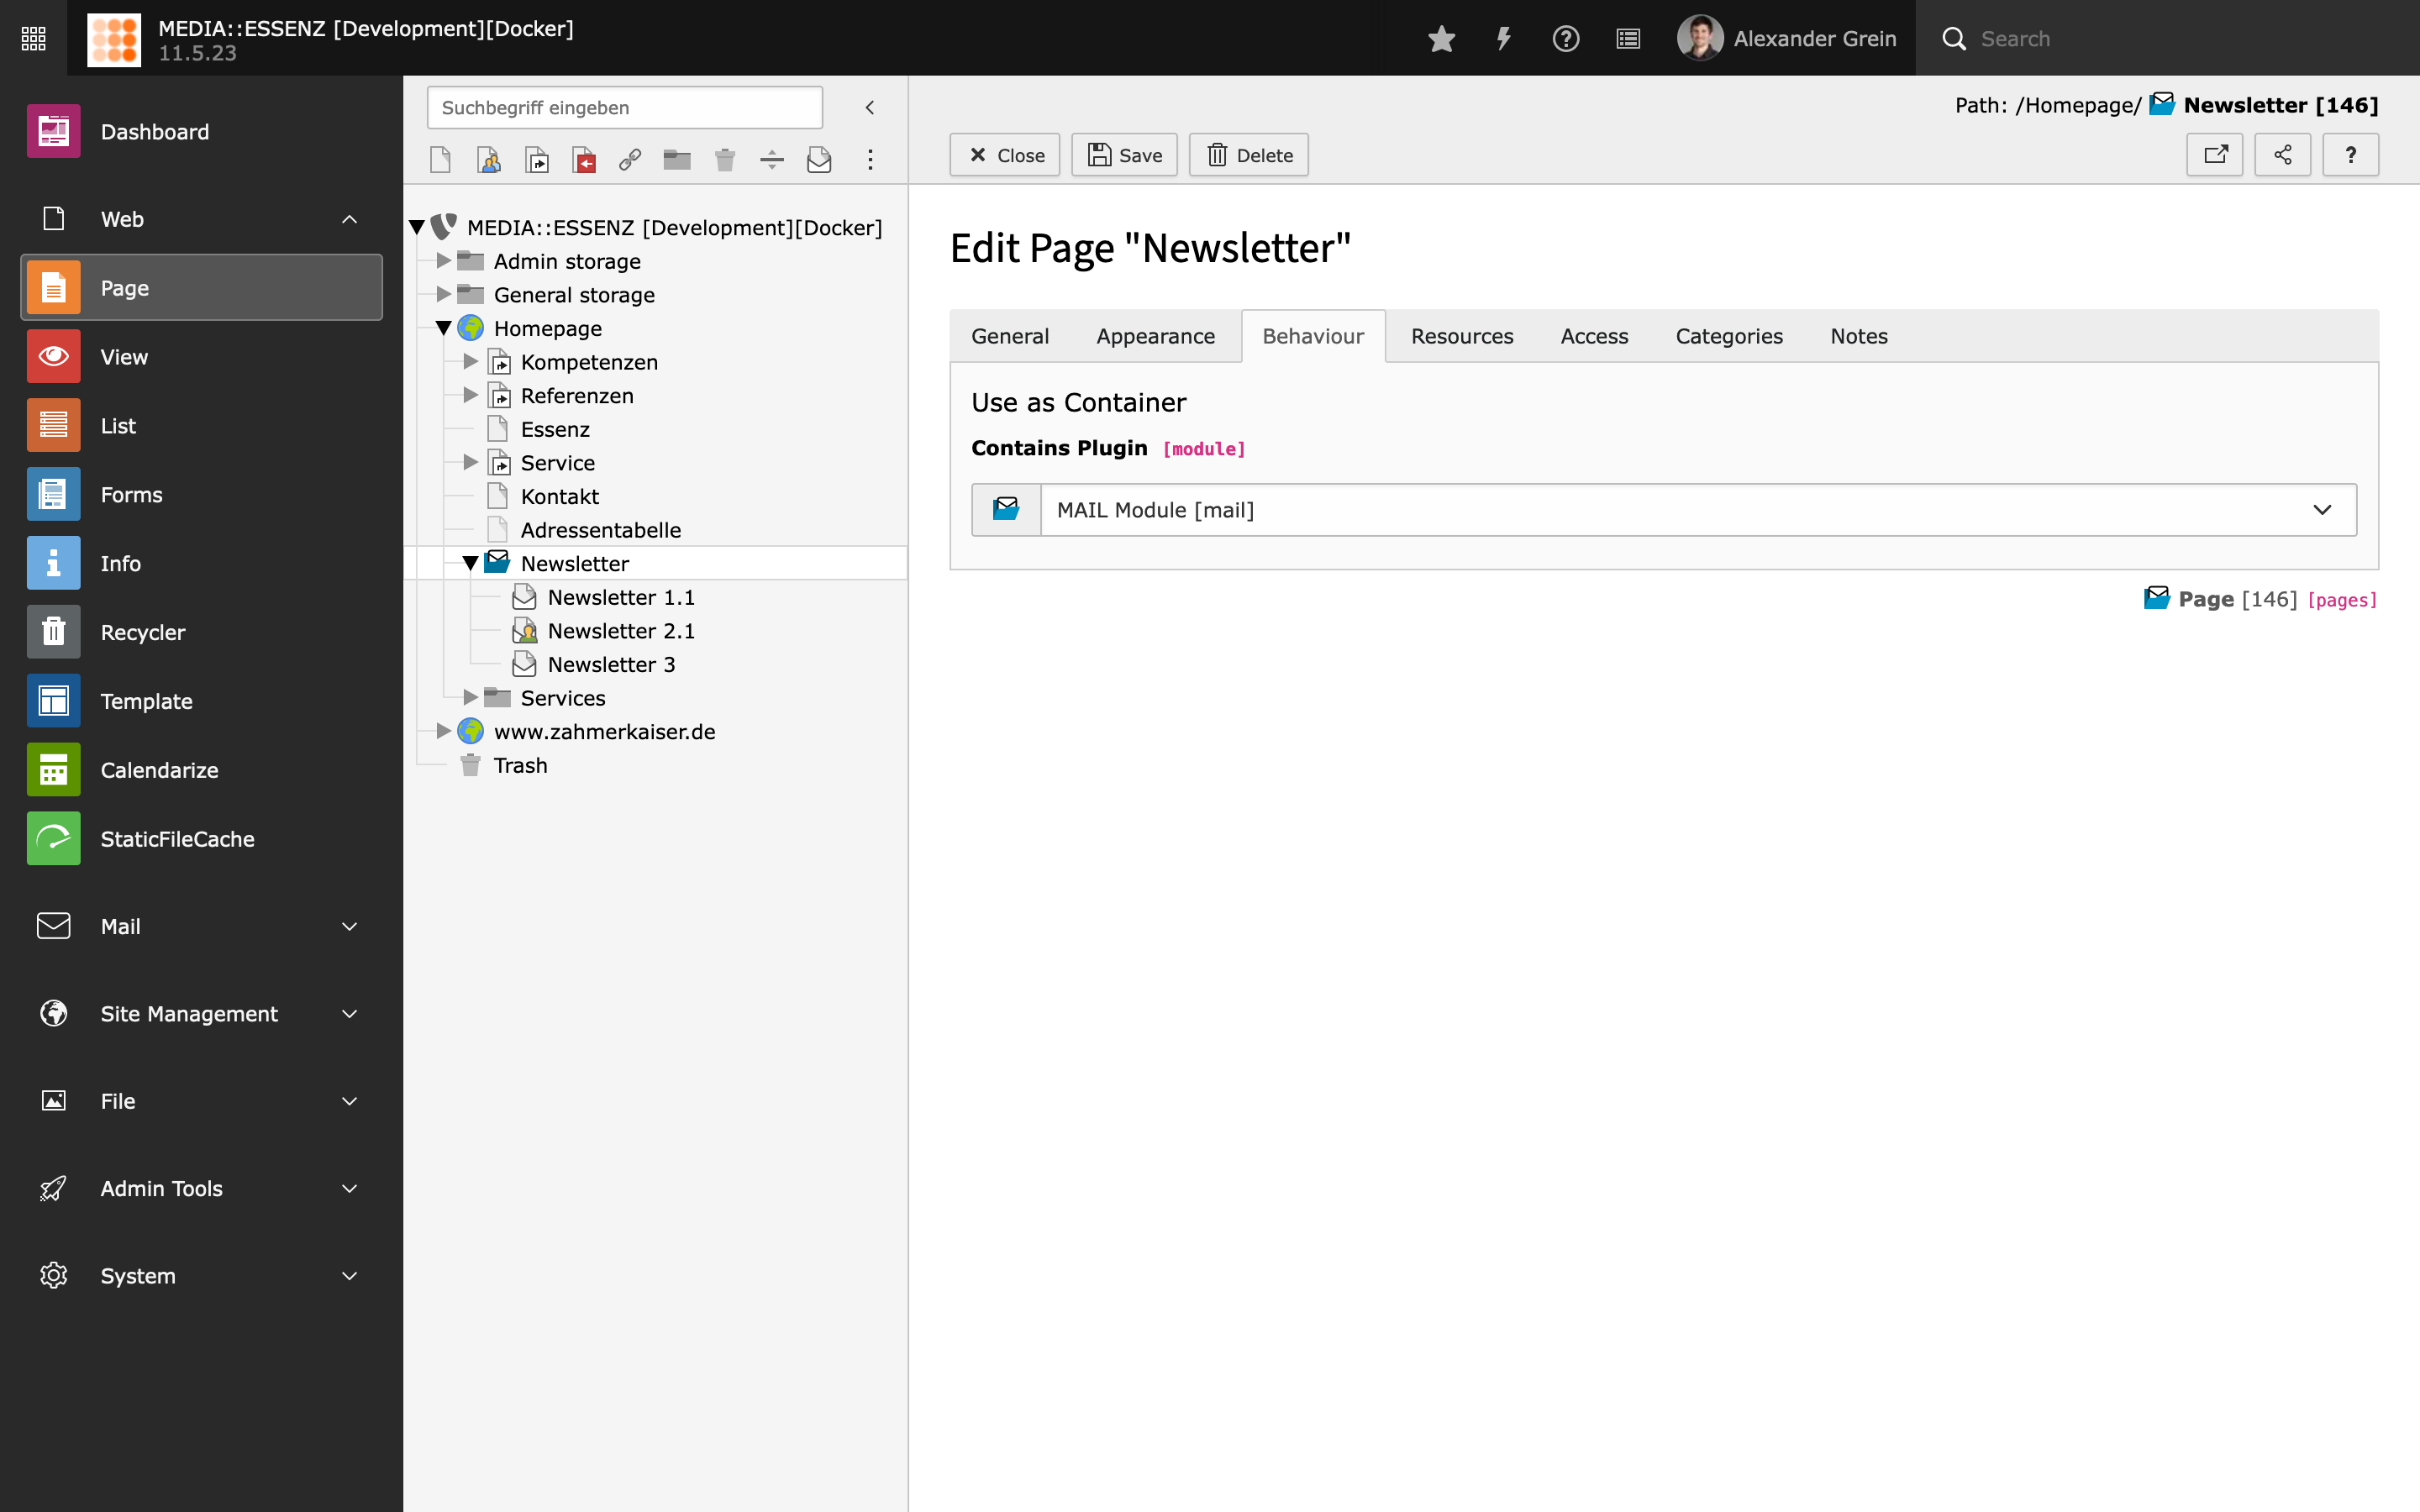 MEDIA::ESSENZ [Development][Docker]
11.5.23
Alexander Grein
Search
Dashboard
Web
Page
View
List
Forms
Info
Recycler
Template
Calendarize
StaticFileCache
Mail
Site Management
File
Admin Tools
System
Suchbegriff eingeben
MEDIA::ESSENZ [Development][Docker]
Admin storage
General storage
Homepage
Kompetenzen
Referenzen
Essenz
Service
Kontakt
Adressentabelle
Newsletter
Newsletter 1.1
Newsletter 2.1
Newsletter 3
Services
www.zahmerkaiser.de
Trash
Path: /Homepage/ Newsletter [146]
Close Save Delete ?
Edit Page "Newsletter"
General Appearance Behaviour Resources Access Categories Notes
Use as Container
Contains Plugin [module]
MAIL Module [mail]
Page [146] [pages]